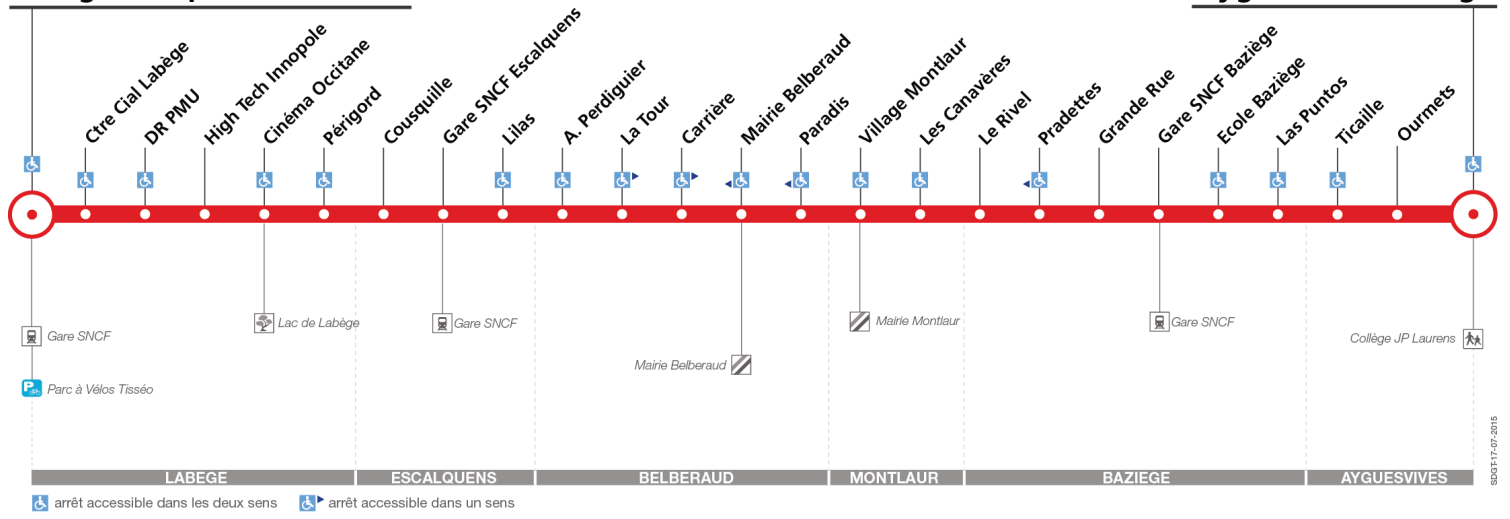 Ctre Cial Labège
DR PMU
High Tech Innopole
Cinéma Occitane
Périgord
Cousquille
Gare SNCF Escalquens
Lilas
A. Perdiguier
La Tour
Carrière
Mairie Belberaud
Paradis
Village Montlaur
Les Canavères
Le Rivel
Pradettes
Grande Rue
Gare SNCF Baziège
Ecole Baziège
Las Puntos
Ticaille
Ourmets
Gare SNCF
Parc à Vélos Tisséo
Lac de Labège
Gare SNCF
Mairie Belberaud
Mairie Montlaur
Gare SNCF
Collège JP Laurens
SDGT-17-07-2015
LABEGE
ESCALQUENS
BELBERAUD
MONTLAUR
BAZIEGE
AYGUESVIVES
arrêt accessible dans les deux sens
arrêt accessible dans un sens